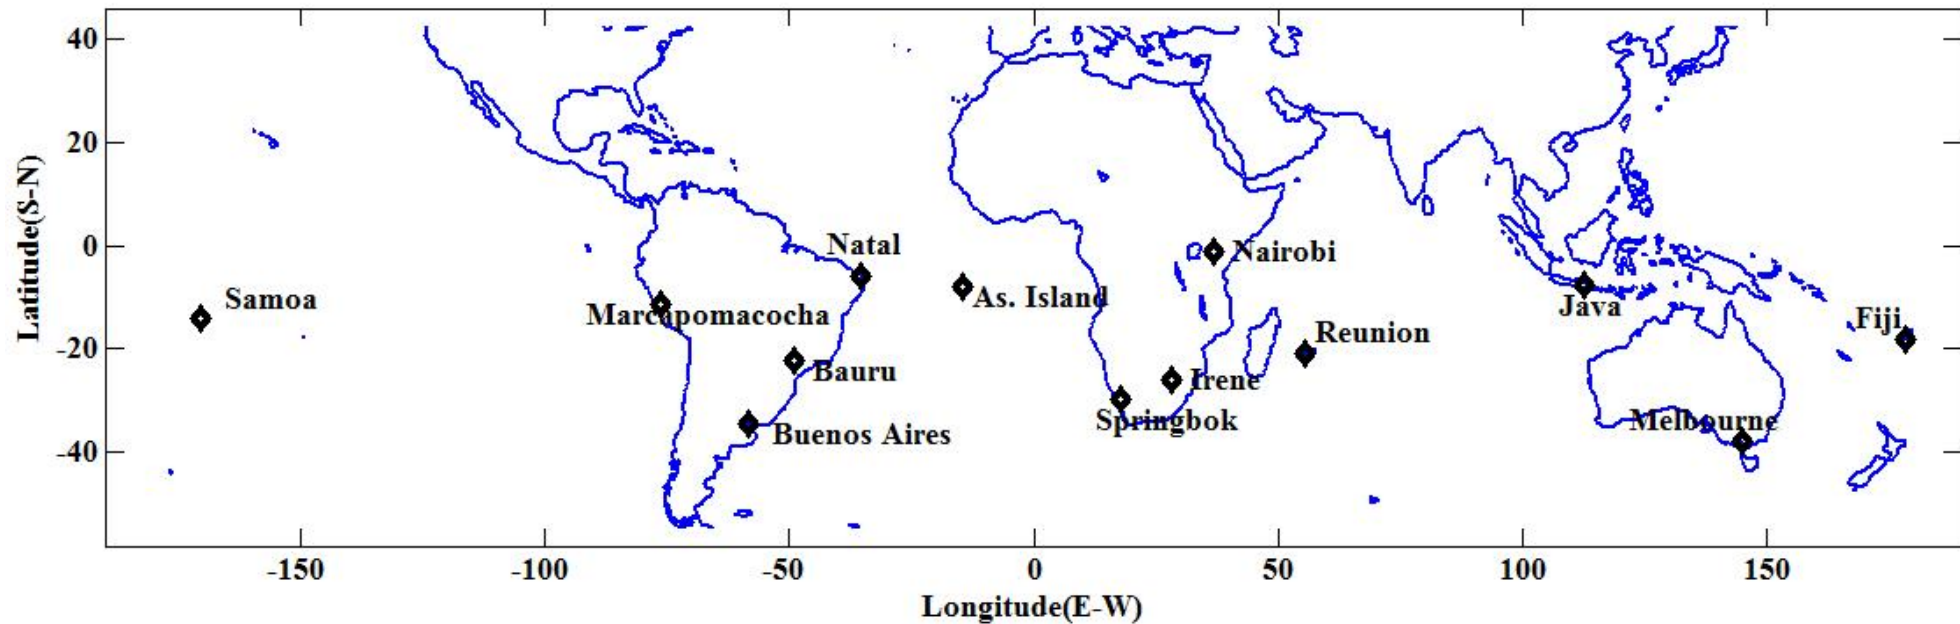 40
20
0
-20
-40
Latitude(S-N)
Natal
Nairobi
Samoa
As. Island
Marcapomacocha
Java
Fiji
Reunion
Bauru
Irene
Springbok
Melbourne
Buenos Aires
-150
-100
-50
0
50
100
150
Longitude(E-W)